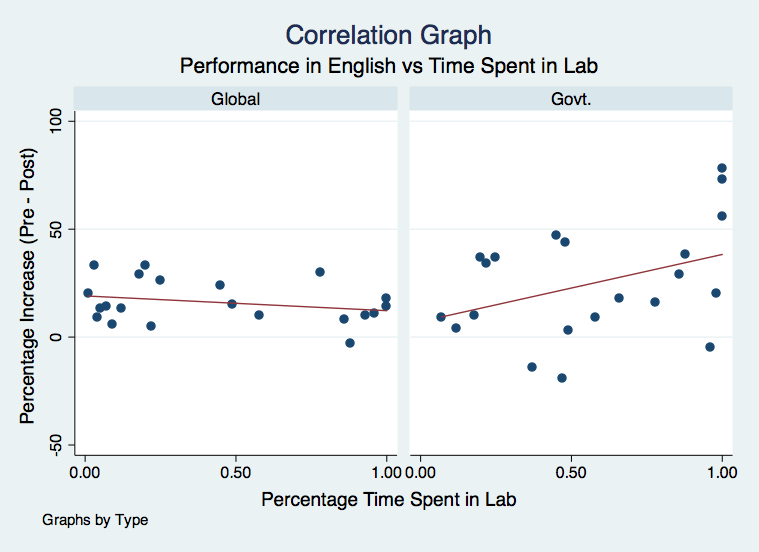 Correlation Graph
Performance in English vs Time Spent in Lab
Global
Govt.
Percentage Increase (Pre - Post)
100
50
0
-50
0.00
0.50
1.00
0.00
0.50
1.00
Percentage Time Spent in Lab
Graphs by Type